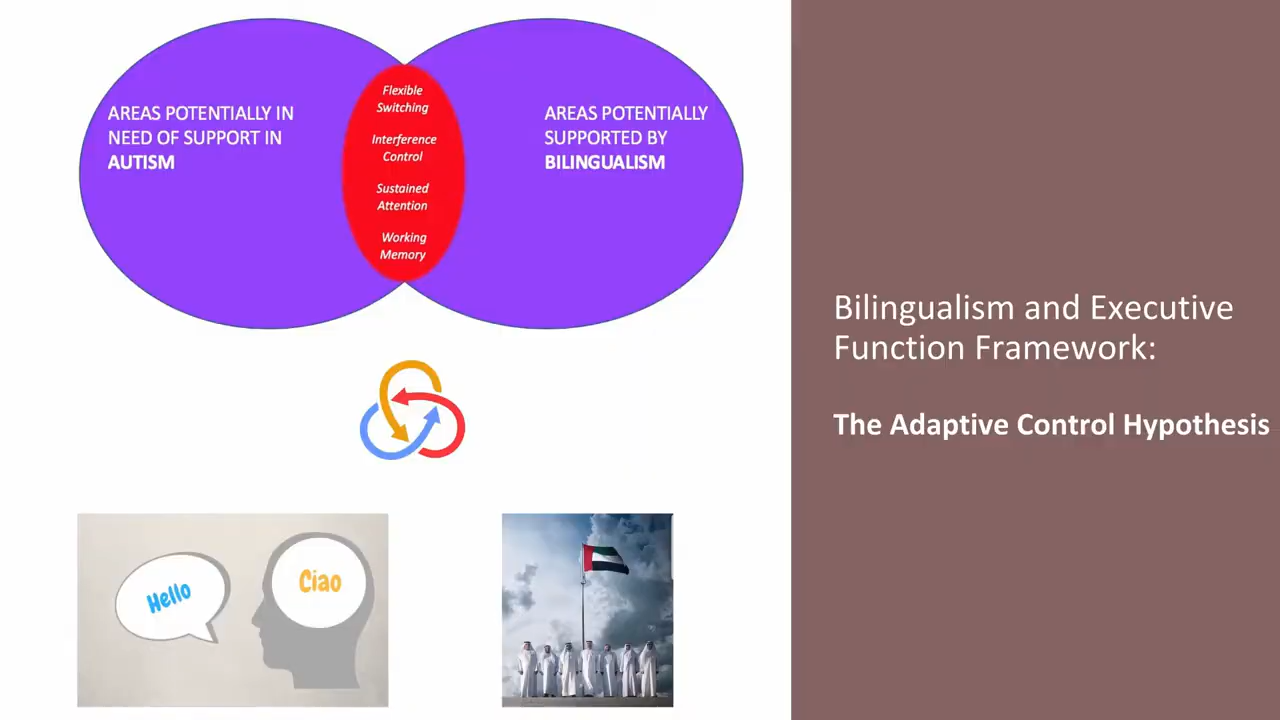 AREAS POTENTIALLY IN
NEED OF SUPPORT IN
AUTISM
Flexible
Switching
Interference
Control
Sustained
Attention
Working
Memory
AREAS POTENTIALLY
SUPPORTED BY
BILINGUALISM
Bilingualism and Executive
Function Framework:
The Adaptive Control Hypothesis
Hello
Ciao